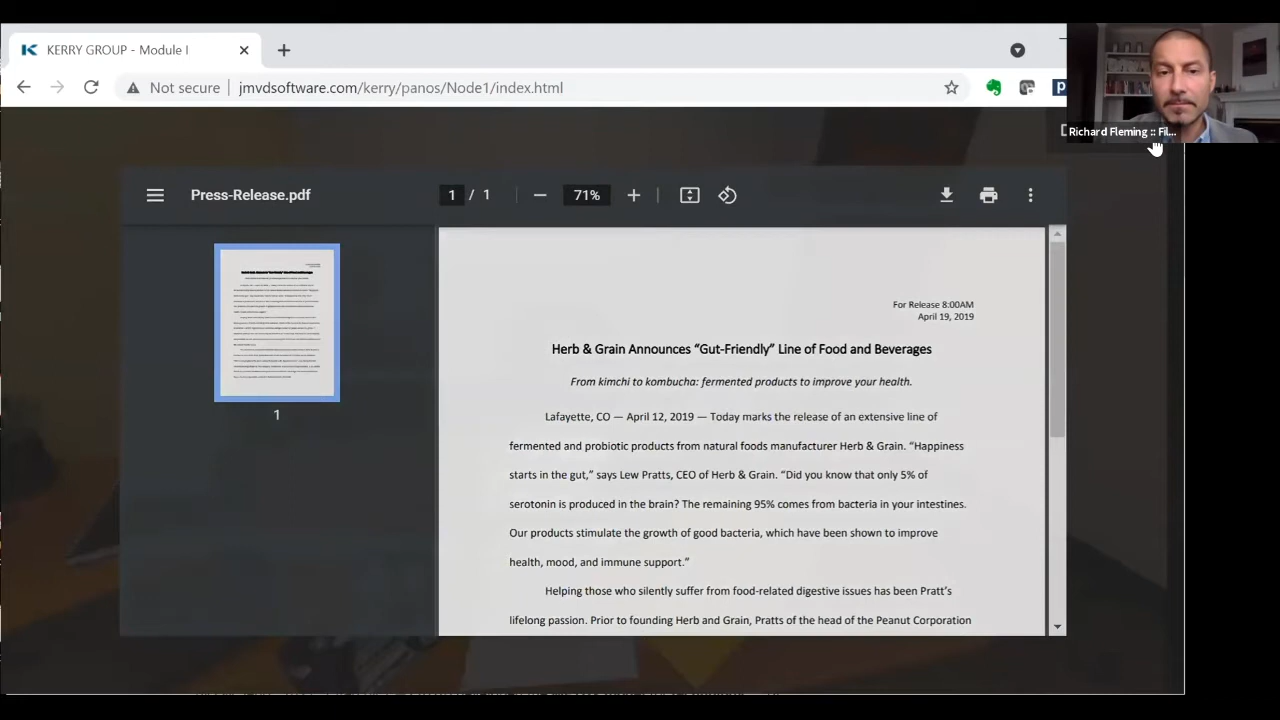 KERRY GROUP - Module I
Not secure
jmvdsoftware.com/kerry/panos/Node1/index.html
Richard Fleming :: Fil...
Press-Release.pdf
1 / 1
71%
1
For Release 8:00AM
April 19, 2019
Herb & Grain Announces “Gut-Friendly” Line of Food and Beverages
From kimchi to kombucha: fermented products to improve your health.
Lafayette, CO — April 12, 2019 — Today marks the release of an extensive line of
fermented and probiotic products from natural foods manufacturer Herb & Grain. “Happiness
starts in the gut,” says Lew Pratts, CEO of Herb & Grain. “Did you know that only 5% of
serotonin is produced in the brain? The remaining 95% comes from bacteria in your intestines.
Our products stimulate the growth of good bacteria, which have been shown to improve
health, mood, and immune support.”
Helping those who silently suffer from food-related digestive issues has been Pratt’s
lifelong passion. Prior to founding Herb and Grain, Pratts of the head of the Peanut Corporation